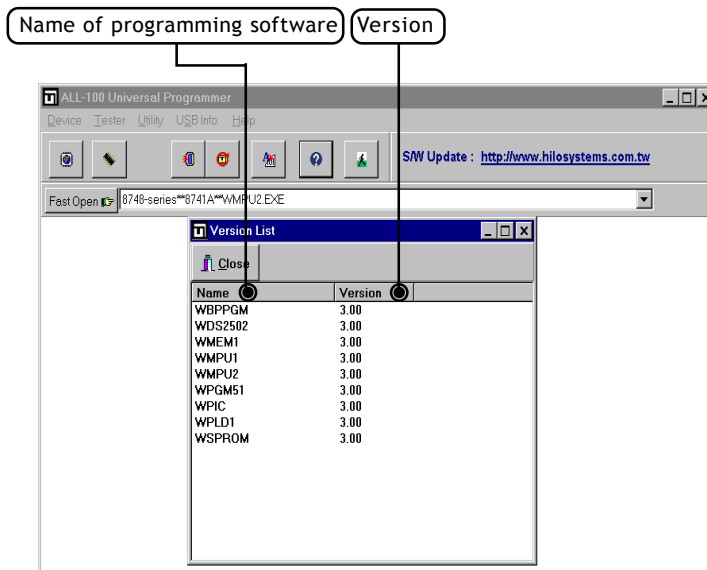 Name of programming software
Version
ALL-100 Universal Programmer
Device Tester Utility USB Info. Help
S/W Update : http://www.hilosystems.com.tw
Fast Open 8748-series**8741A**WMPU2.EXE
Version List
Close
Name Version
WBPPGM 3.00
WDS2502 3.00
WMEM1 3.00
WMPU1 3.00
WMPU2 3.00
WPGM51 3.00
WPIC 3.00
WPLD1 3.00
WSPROM 3.00